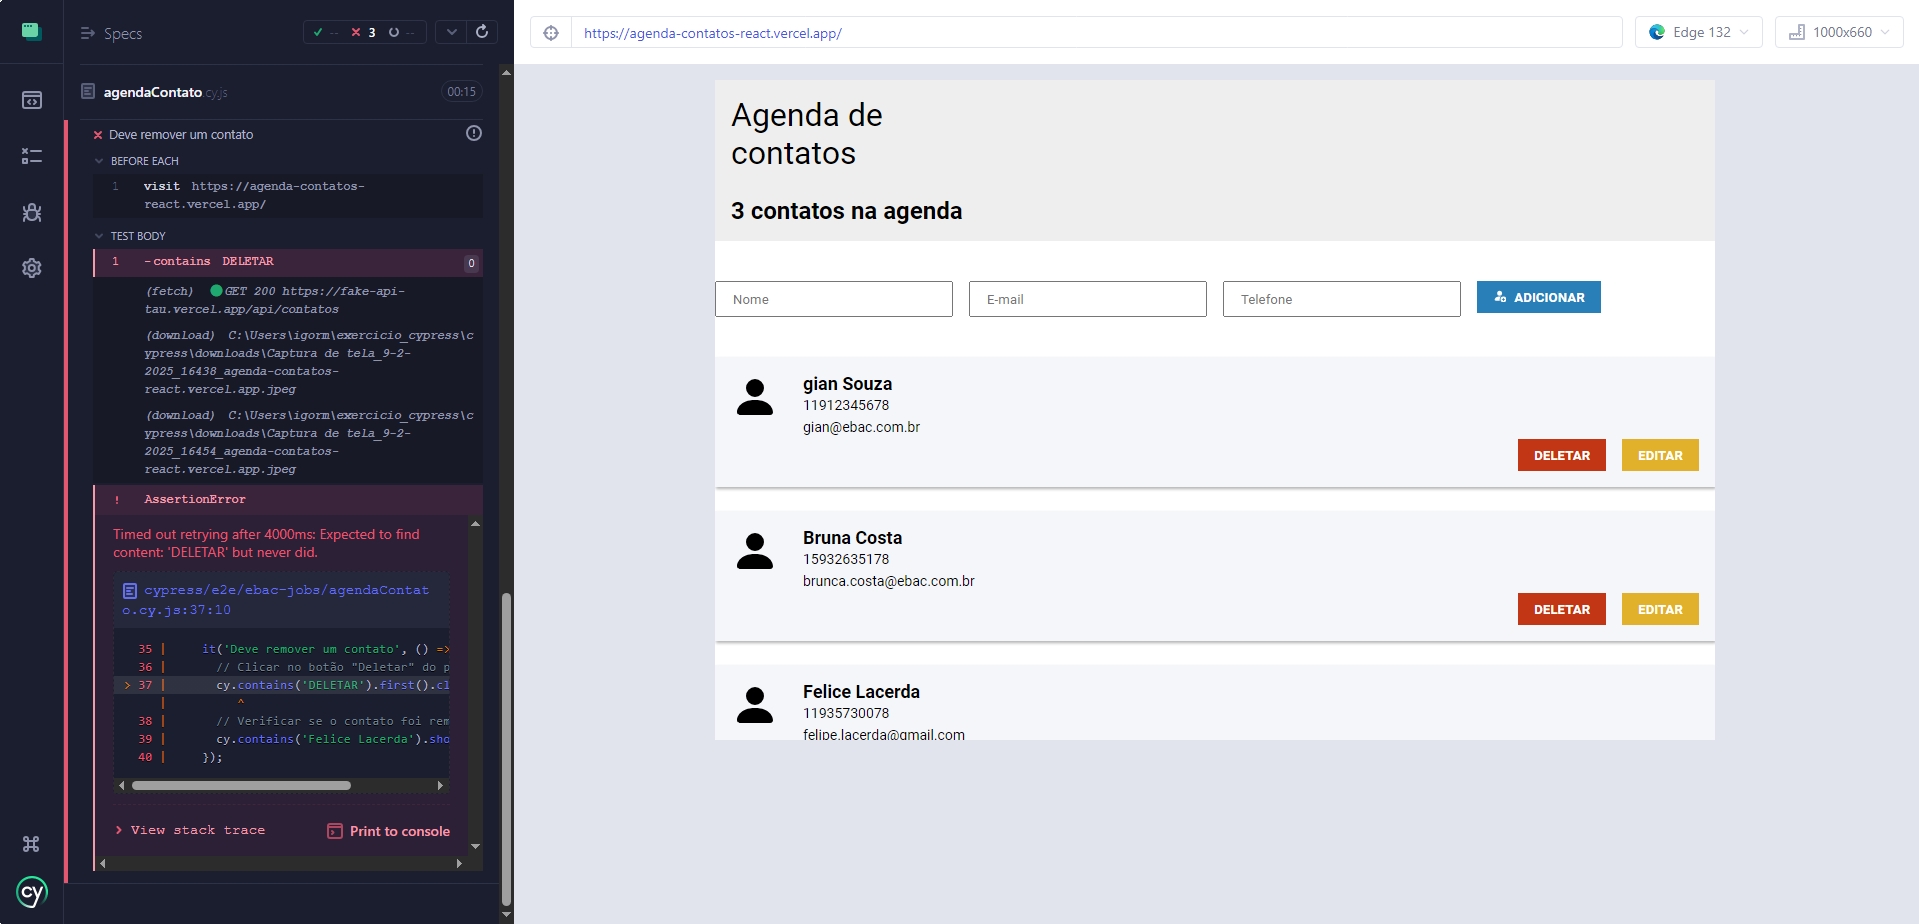 Specs
-- 3 --
agendaContato.cy.js 00:15
Deve remover um contato
BEFORE EACH
1 visit https://agenda-contatos-
react.vercel.app/
TEST BODY
1 -contains DELETAR 0
(fetch) GET 200 https://fake-api-
tau.vercel.app/api/contatos
(download) C:\Users\igorm\exercicio_cypress\c
ypress\downloads\Captura de tela_9-2-
2025_16438_agenda-contatos-
react.vercel.app.jpeg
(download) C:\Users\igorm\exercicio_cypress\c
ypress\downloads\Captura de tela_9-2-
2025_16454_agenda-contatos-
react.vercel.app.jpeg
! AssertionError
Timed out retrying after 4000ms: Expected to find
content: 'DELETAR' but never did.
cypress/e2e/ebac-jobs/agendaContat
o.cy.js:37:10
35 | it('Deve remover um contato', () =>
36 | // Clicar no botão "Deletar" do p
> 37 | cy.contains('DELETAR').first().cl
| ^
38 | // Verificar se o contato foi rem
39 | cy.contains('Felice Lacerda').sho
40 | });
> View stack trace
Print to console
cy
https://agenda-contatos-react.vercel.app/
Edge 132
1000x660
Agenda de
contatos
3 contatos na agenda
Nome
E-mail
Telefone
ADICIONAR
gian Souza
11912345678
gian@ebac.com.br
DELETAR
EDITAR
Bruna Costa
15932635178
brunca.costa@ebac.com.br
DELETAR
EDITAR
Felice Lacerda
11935730078
felipe.lacerda@gmail.com